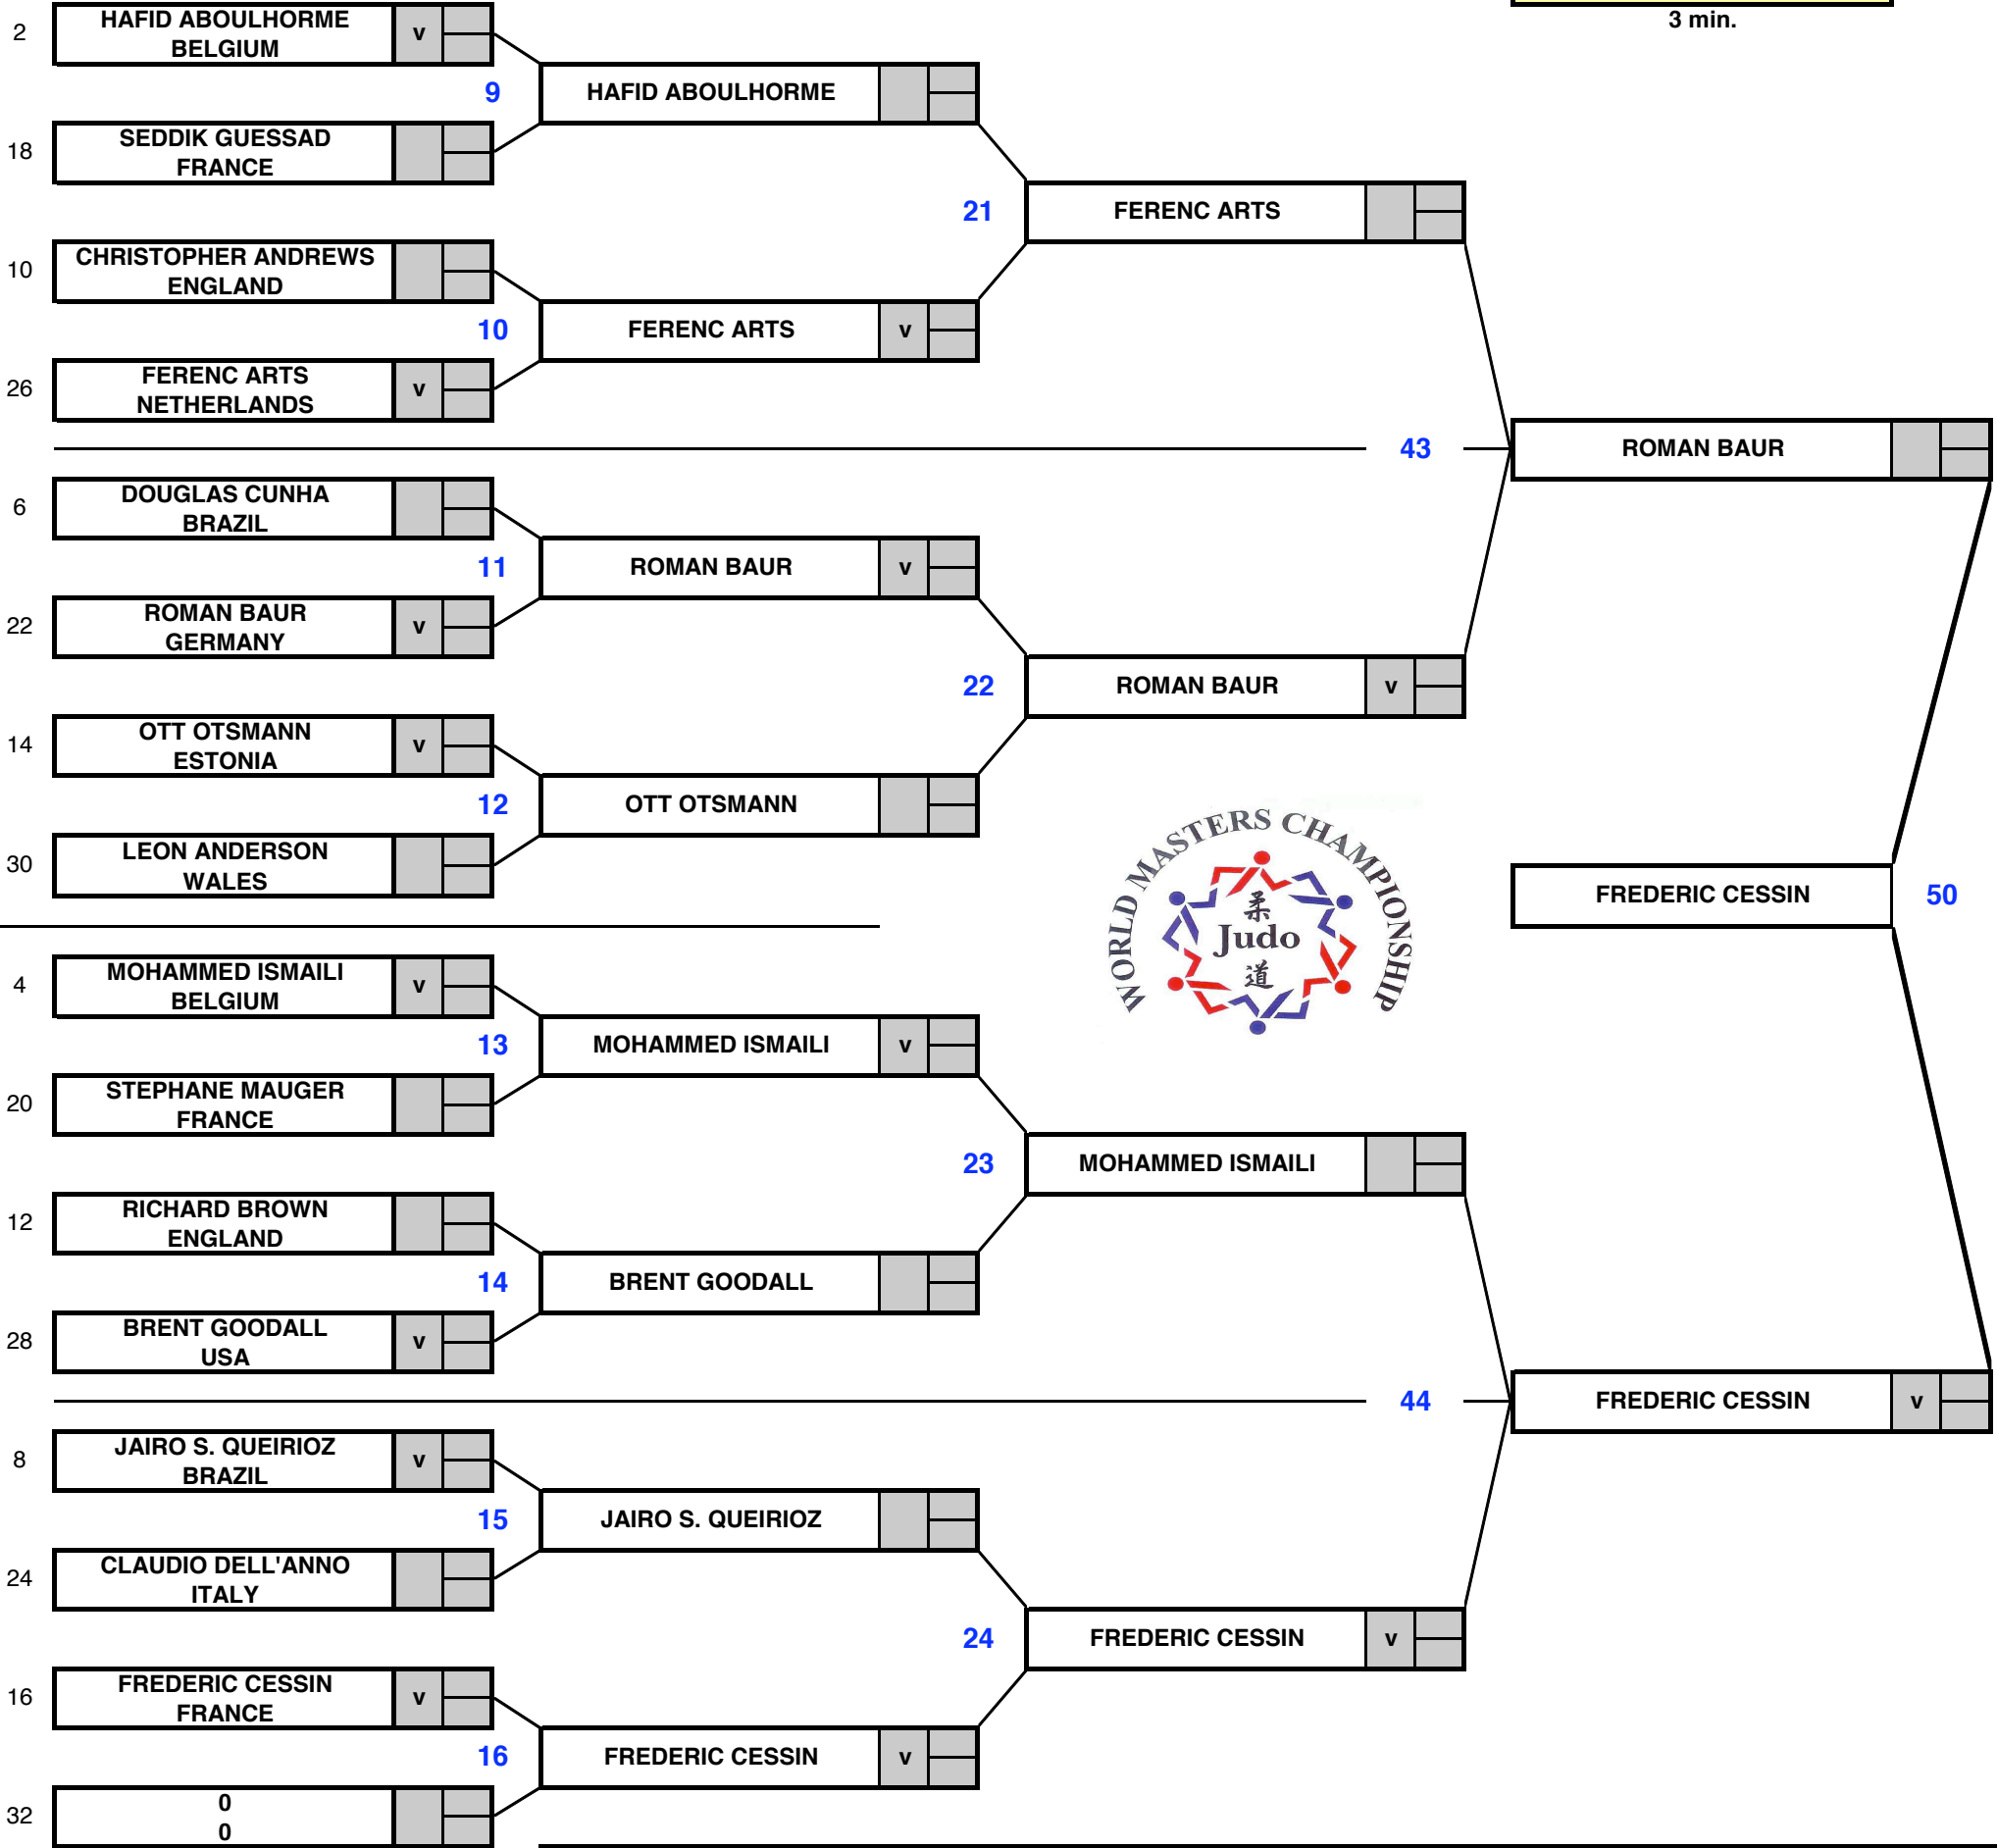 3 min.
2
HAFID ABOULHORME
BELGIUM
v
9
HAFID ABOULHORME
18
SEDDIK GUESSAD
FRANCE
21
FERENC ARTS
10
CHRISTOPHER ANDREWS
ENGLAND
10
FERENC ARTS
v
26
FERENC ARTS
NETHERLANDS
v
43
ROMAN BAUR
6
DOUGLAS CUNHA
BRAZIL
11
ROMAN BAUR
v
22
ROMAN BAUR
GERMANY
v
22
ROMAN BAUR
v
14
OTT OTSMANN
ESTONIA
v
12
OTT OTSMANN
30
LEON ANDERSON
WALES
WORLD MASTERS CHAMPIONSHIP
柔
Judo
道
FREDERIC CESSIN
50
4
MOHAMMED ISMAILI
BELGIUM
v
13
MOHAMMED ISMAILI
v
20
STEPHANE MAUGER
FRANCE
23
MOHAMMED ISMAILI
12
RICHARD BROWN
ENGLAND
14
BRENT GOODALL
28
BRENT GOODALL
USA
v
44
FREDERIC CESSIN
v
8
JAIRO S. QUEIRIOZ
BRAZIL
v
15
JAIRO S. QUEIRIOZ
24
CLAUDIO DELL'ANNO
ITALY
24
FREDERIC CESSIN
v
16
FREDERIC CESSIN
FRANCE
v
16
FREDERIC CESSIN
v
32
0
0